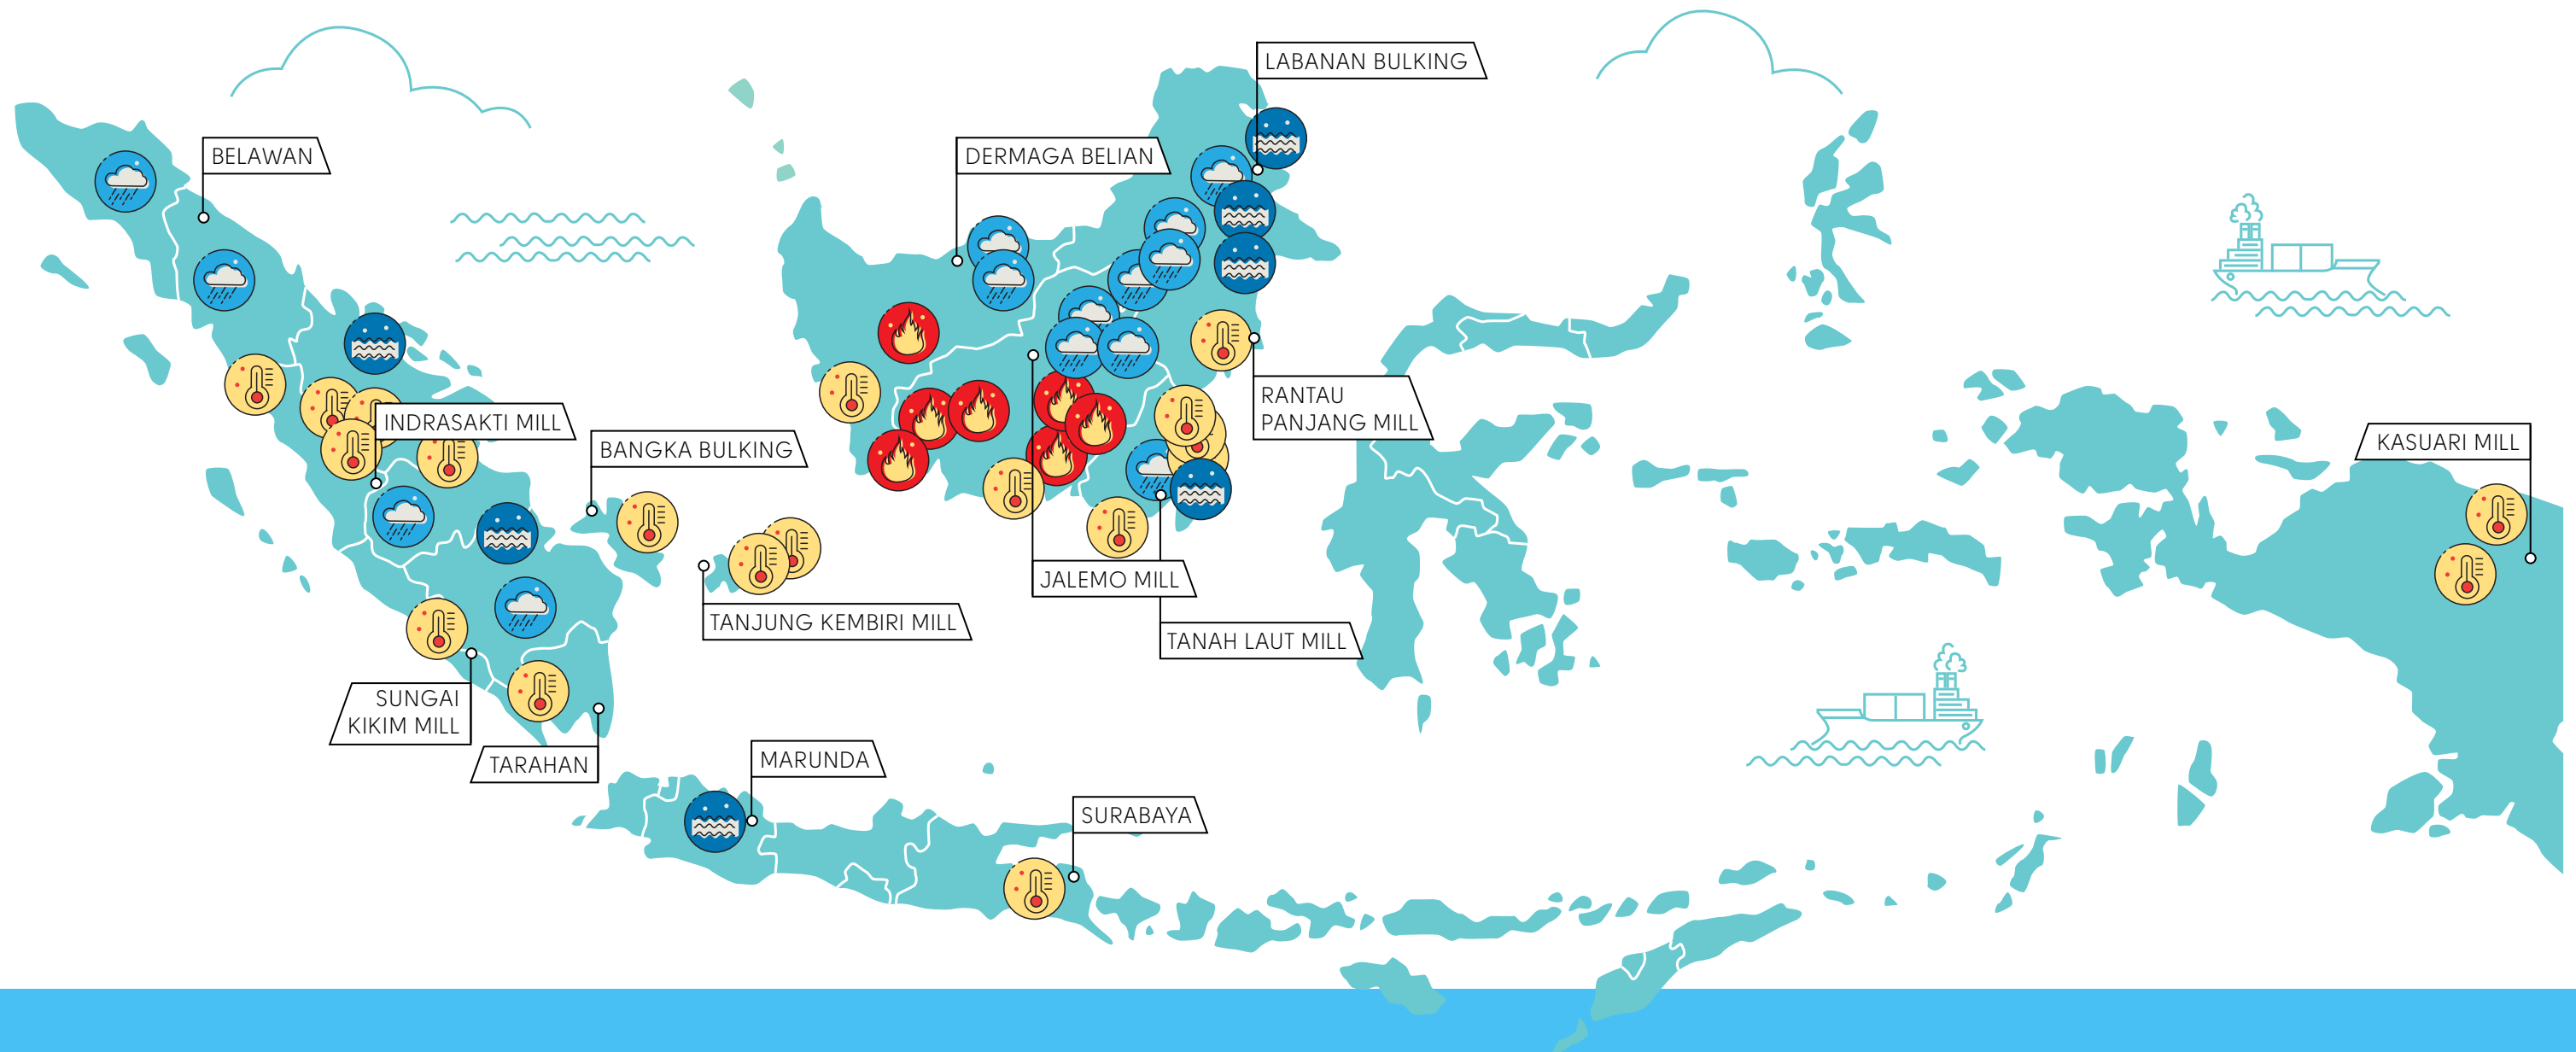 LABANAN BULKING
BELAWAN
DERMAGA BELIAN
RANTAU
PANJANG MILL
INDRASAKTI MILL
BANGKA BULKING
KASUARI MILL
JALEMO MILL
TANJUNG KEMBIRI MILL
TANAH LAUT MILL
SUNGAI
KIKIM MILL
TARAHAN
MARUNDA
SURABAYA